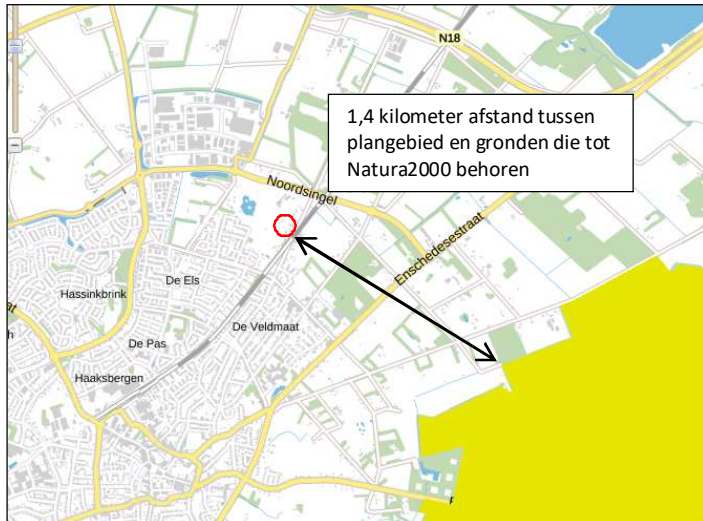 N18
1,4 kilometer afstand tussen
plangebied en gronden die tot
Natura2000 behoren
Noordsingel
Enschedesestraat
De Els
Hassinkbrink
at
De Veldmaat
h
De Pas
Haaksbergen